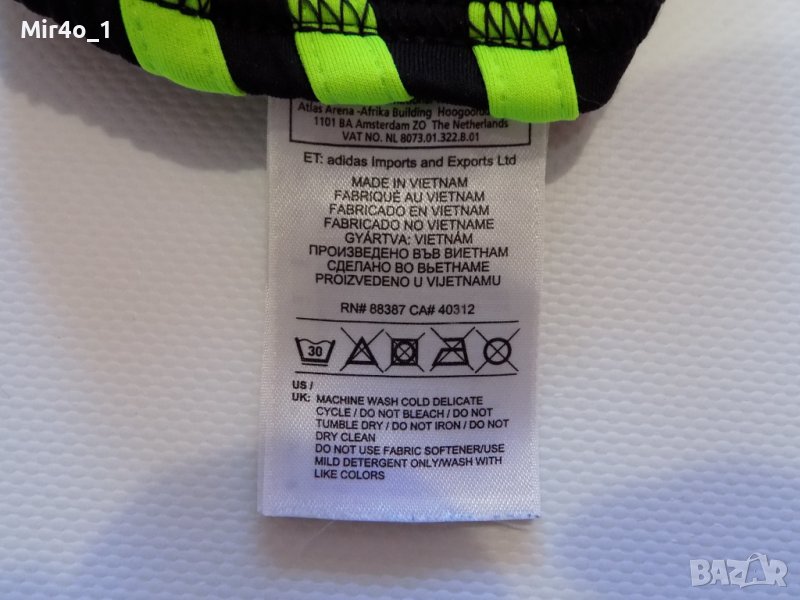 Mir4o_1
Atlas Arena -Afrika Building Hoogoord
1101 BA Amsterdam ZO The Netherlands
VAT NO. NL 8073.01.322.B.01
ET: adidas Imports and Exports Ltd
MADE IN VIETNAM
FABRIQUÉ AU VIETNAM
FABRICADO EN VIETNAM
FABRICADO NO VIETNAME
GYÁRTVA: VIETNÁM
ПРОИЗВЕДЕНО ВЪВ ВИЕТНАМ
СДЕЛАНО ВО ВЬЕТНАМЕ
PROIZVEDENO U VIJETNAMU
RN# 88387 CA# 40312
30
US /
UK: MACHINE WASH COLD DELICATE
CYCLE / DO NOT BLEACH / DO NOT
TUMBLE DRY / DO NOT IRON / DO NOT
DRY CLEAN
DO NOT USE FABRIC SOFTENER/USE
MILD DETERGENT ONLY/WASH WITH
LIKE COLORS
BAZAR